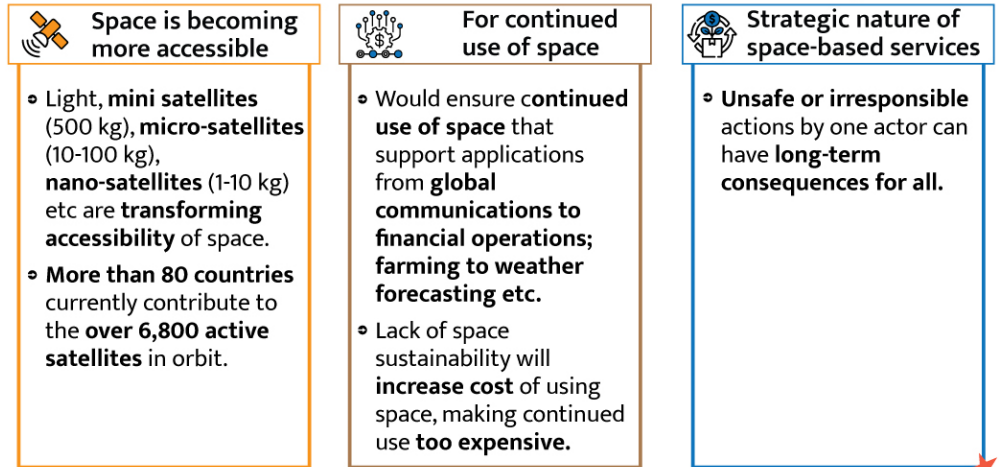 Space is becoming
more accessible
➲ Light, mini satellites
(500 kg), micro-satellites
(10-100 kg),
nano-satellites (1-10 kg)
etc are transforming
accessibility of space.
➲ More than 80 countries
currently contribute to
the over 6,800 active
satellites in orbit.
For continued
use of space
➲ Would ensure continued
use of space that
support applications
from global
communications to
financial operations;
farming to weather
forecasting etc.
➲ Lack of space
sustainability will
increase cost of using
space, making continued
use too expensive.
Strategic nature of
space-based services
➲ Unsafe or irresponsible
actions by one actor can
have long-term
consequences for all.